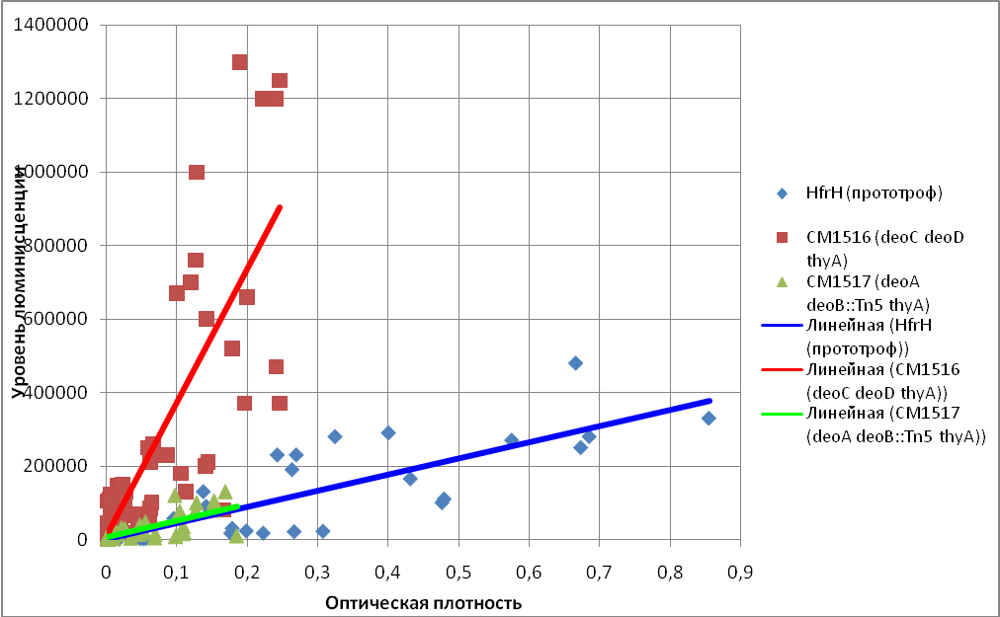 1400000
1200000
1000000
800000
600000
400000
200000
0
Уровень люминисценции
0 0,1 0,2 0,3 0,4 0,5 0,6 0,7 0,8 0,9
Оптическая плотность
HfrH (прототроф)
CM1516 (deoC deoD
thyA)
CM1517 (deoA
deoB::Tn5 thyA)
Линейная (HfrH
(прототроф))
Линейная (CM1516
(deoC deoD thyA))
Линейная (CM1517
(deoA deoB::Tn5 thyA))